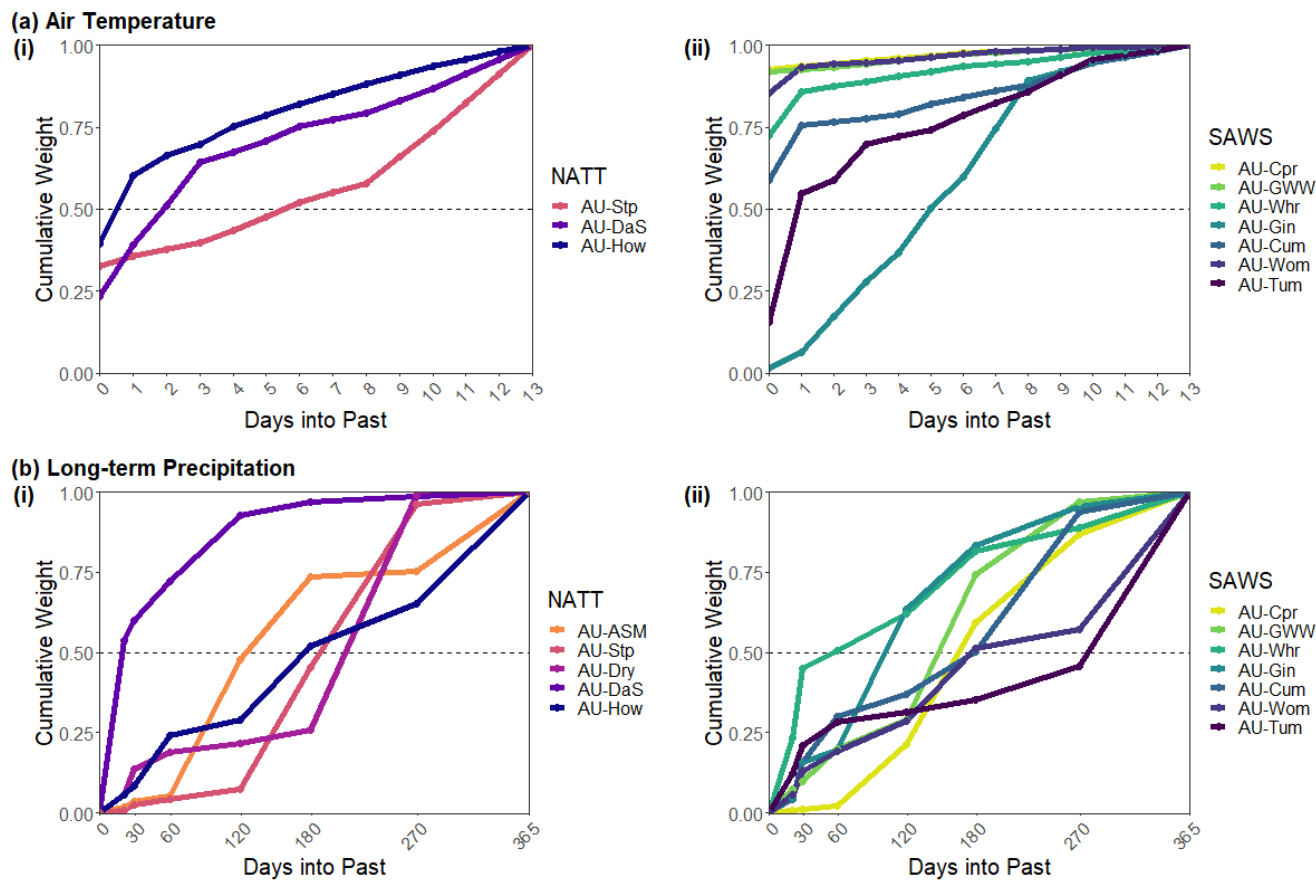 (a) Air Temperature
(i)
1.00
0.75
0.50
0.25
0.00
Cumulative Weight
0 1 2 3 4 5 6 7 8 9 10 11 12 13
Days into Past
NATT
AU-Stp
AU-DaS
AU-How
(ii)
1.00
0.75
0.50
0.25
0.00
Cumulative Weight
0 1 2 3 4 5 6 7 8 9 10 11 12 13
Days into Past
SAWS
AU-Cpr
AU-GWW
AU-Whr
AU-Gin
AU-Cum
AU-Wom
AU-Tum
(b) Long-term Precipitation
(i)
1.00
0.75
0.50
0.25
0.00
Cumulative Weight
0 30 60 120 180 270 365
Days into Past
NATT
AU-ASM
AU-Stp
AU-Dry
AU-DaS
AU-How
(ii)
1.00
0.75
0.50
0.25
0.00
Cumulative Weight
0 30 60 120 180 270 365
Days into Past
SAWS
AU-Cpr
AU-GWW
AU-Whr
AU-Gin
AU-Cum
AU-Wom
AU-Tum